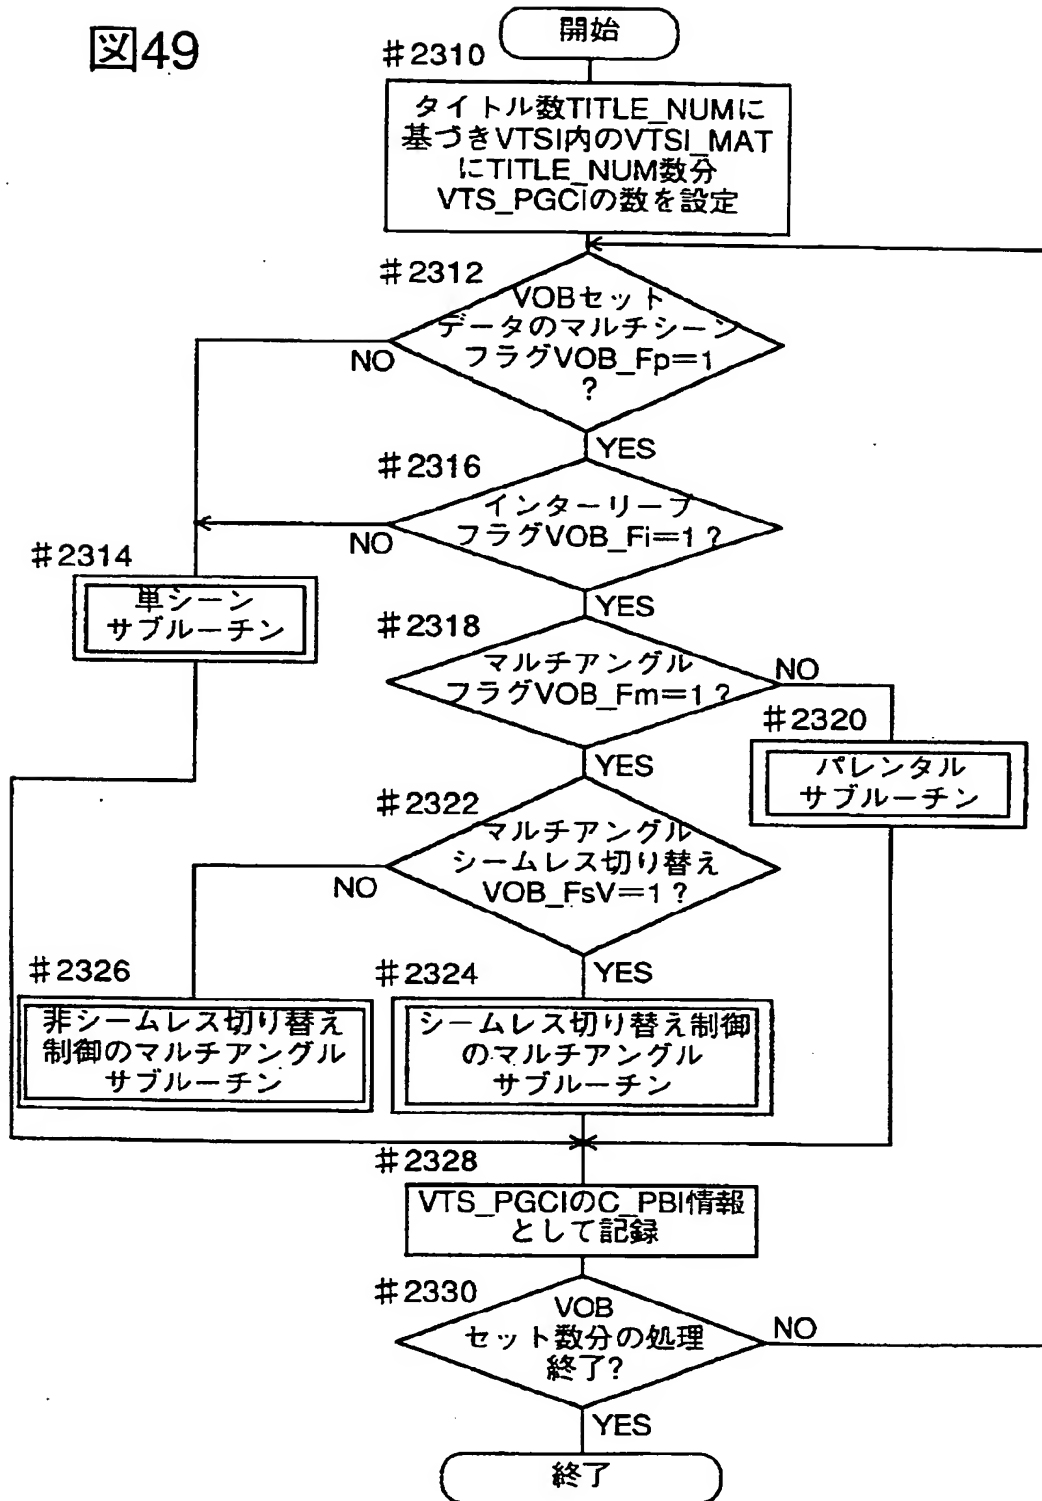 図49
開始
#2310
タイトル数TITLE_NUMに
基づきVTSI内のVTSI_MAT
にTITLE_NUM数分
VTS_PGCIの数を設定
#2312
VOBセット
データのマルチシーン
フラグVOB_Fp=1
?
NO
YES
#2316
インターリーブ
フラグVOB_Fi=1?
NO
YES
#2314
単シーン
サブルーチン
#2318
マルチアングル
フラグVOB_Fm=1?
NO
YES
#2320
パレンタル
サブルーチン
#2322
マルチアングル
シームレス切り替え
VOB_FsV=1?
NO
YES
#2326
非シームレス切り替え
制御のマルチアングル
サブルーチン
#2324
シームレス切り替え制御
のマルチアングル
サブルーチン
#2328
VTS_PGCIのC_PBI情報
として記録
#2330
VOB
セット数分の処理
終了?
NO
YES
終了